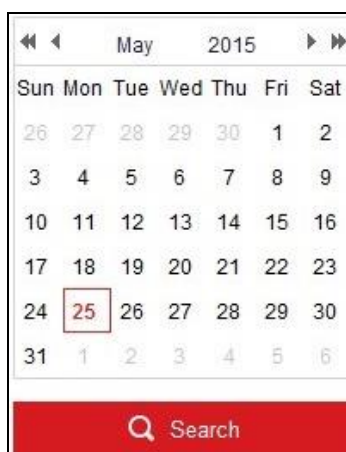 May 2015
Sun Mon Tue Wed Thu Fri Sat
26 27 28 29 30 1 2
3 4 5 6 7 8 9
10 11 12 13 14 15 16
17 18 19 20 21 22 23
24 25 26 27 28 29 30
31 1 2 3 4 5 6
Search